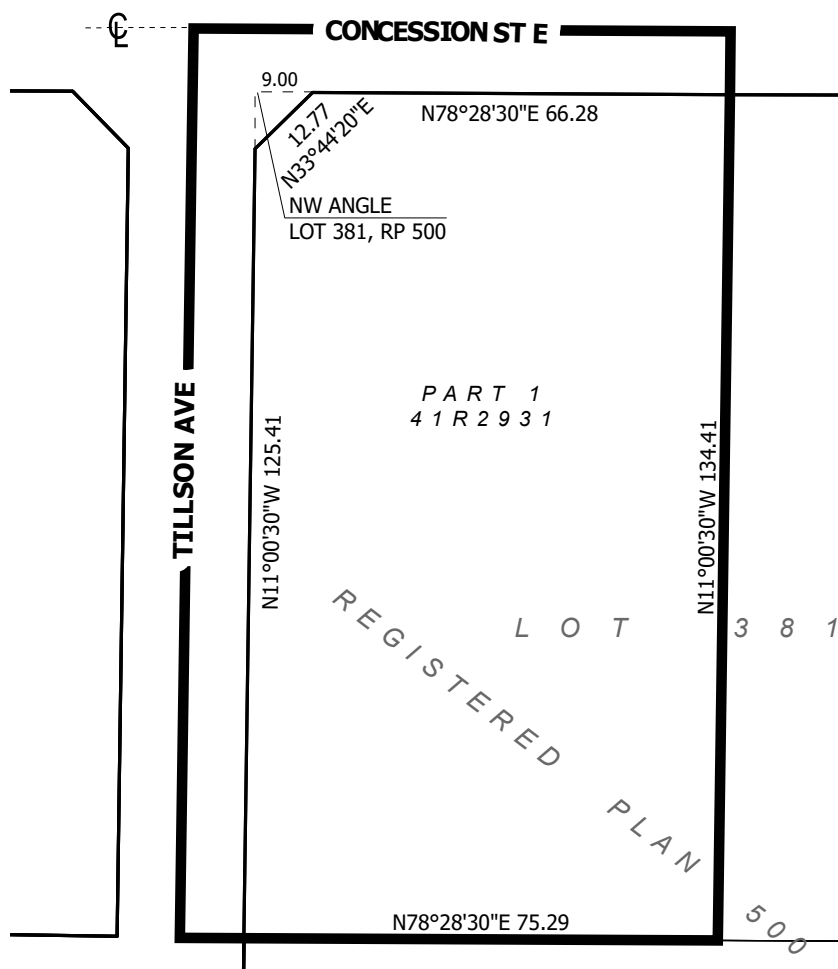 ℄
CONCESSION ST E
9.00
12.77
N33°44'20"E
N78°28'30"E 66.28
NW ANGLE
LOT 381, RP 500
PART 1
41R2931
TILLSON AVE
N11°00'30"W 125.41
N11°00'30"W 134.41
LOT 381
REGISTERED PLAN 500
N78°28'30"E 75.29